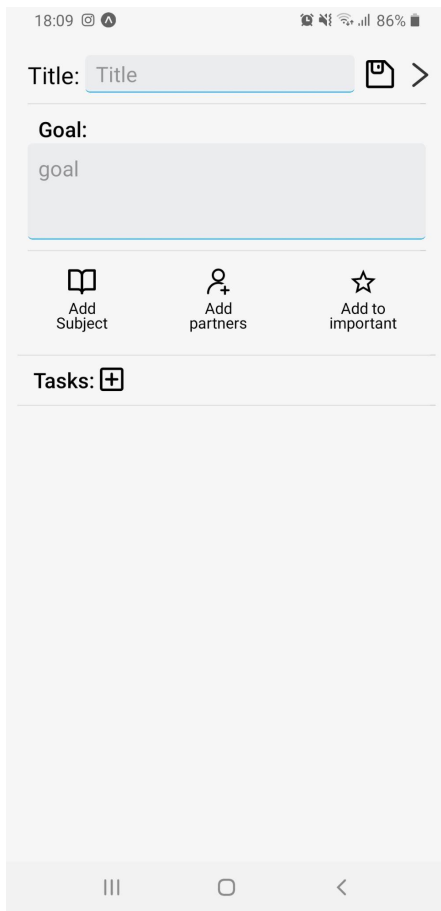 18:09 86%
Title: Title
Goal:
goal
Add
Subject
Add
partners
Add to
important
Tasks: